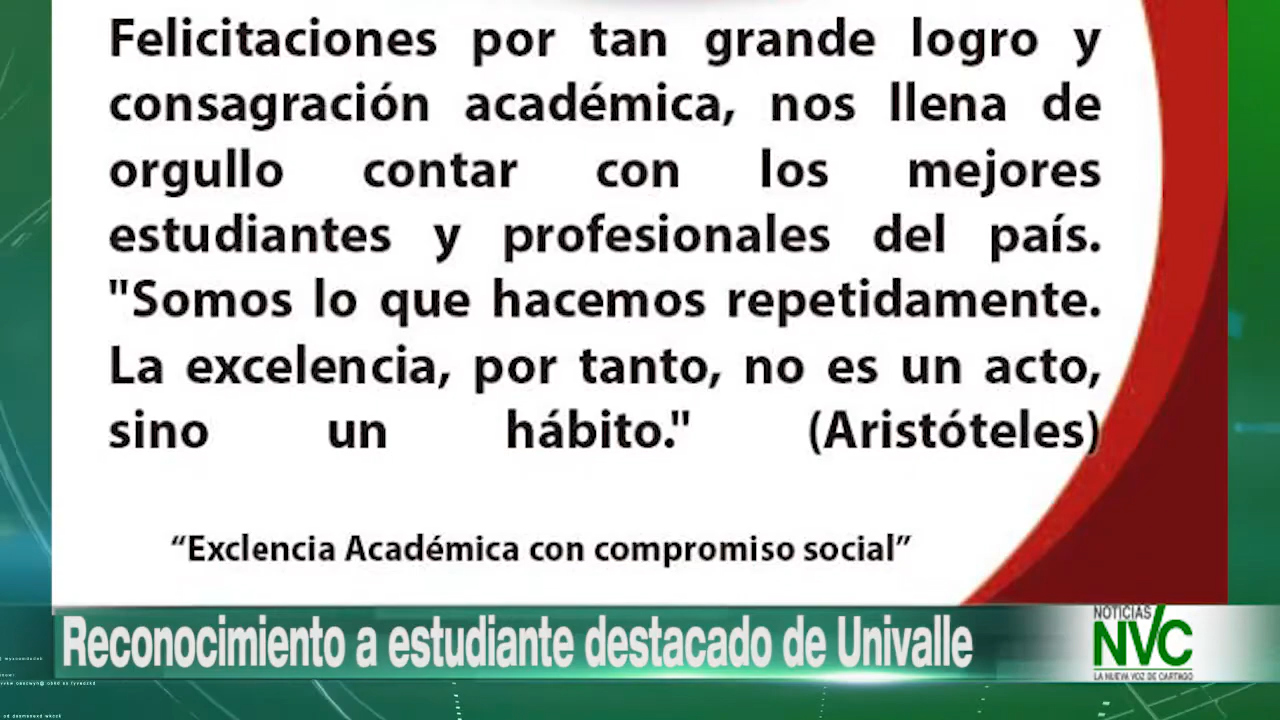 Felicitaciones por tan grande logro y
consagración académica, nos llena de
orgullo contar con los mejores
estudiantes y profesionales del país.
"Somos lo que hacemos repetidamente.
La excelencia, por tanto, no es un acto,
sino un hábito." (Aristóteles)
“Exclencia Académica con compromiso social”
Reconocimiento a estudiante destacado de Univalle
NOTICIAS
NVC
LA NUEVA VOZ DE CARTAGO